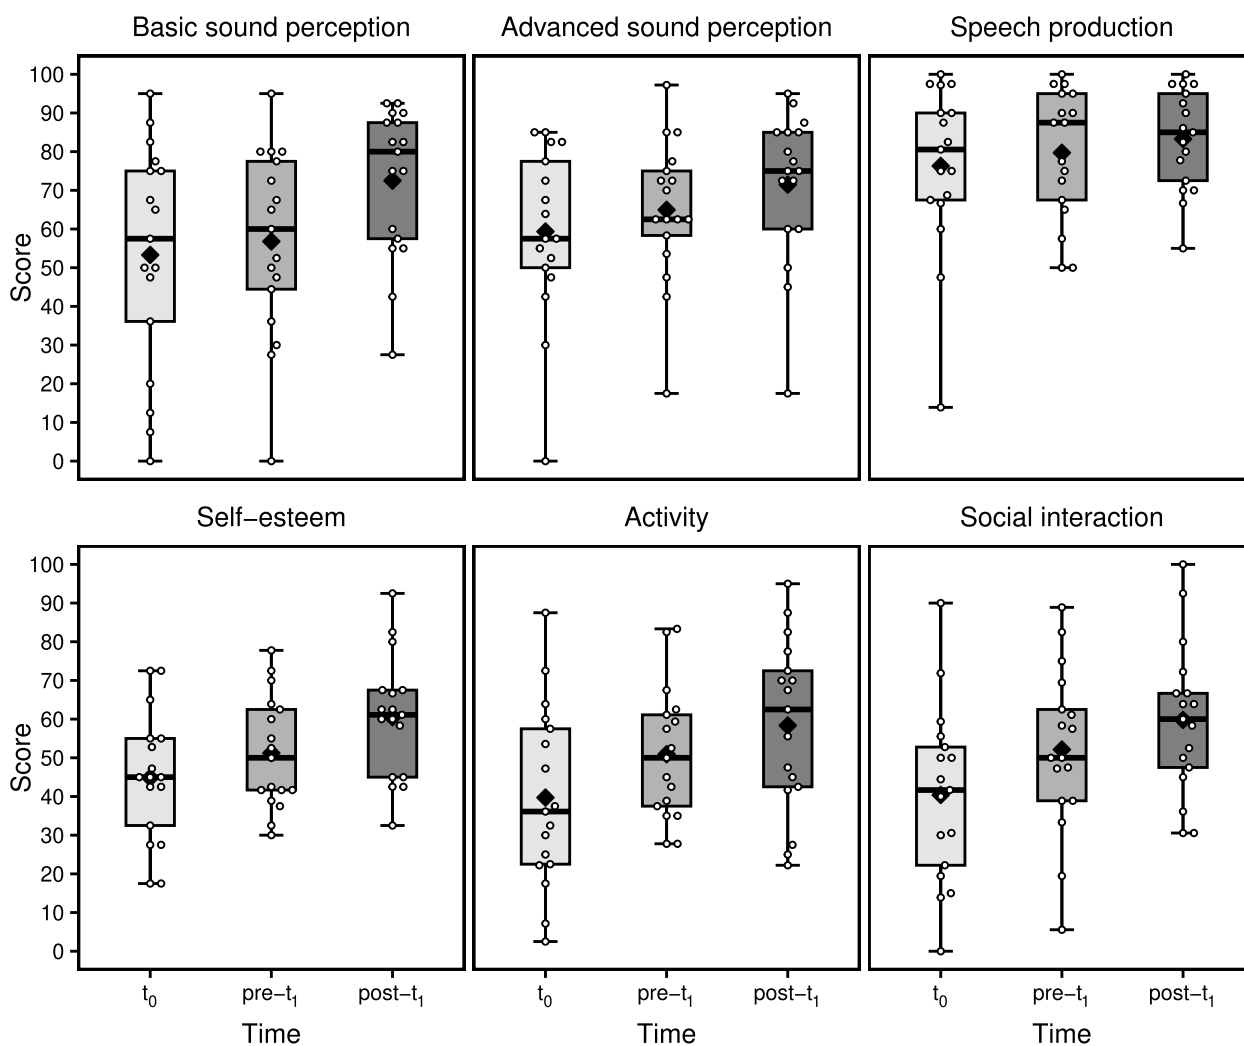 Basic sound perception
Advanced sound perception
Speech production
Score
100
90
80
70
60
50
40
30
20
10
0
Self−esteem
Activity
Social interaction
Score
100
90
80
70
60
50
40
30
20
10
0
t0 pre−t1 post−t1
t0 pre−t1 post−t1
t0 pre−t1 post−t1
Time
Time
Time